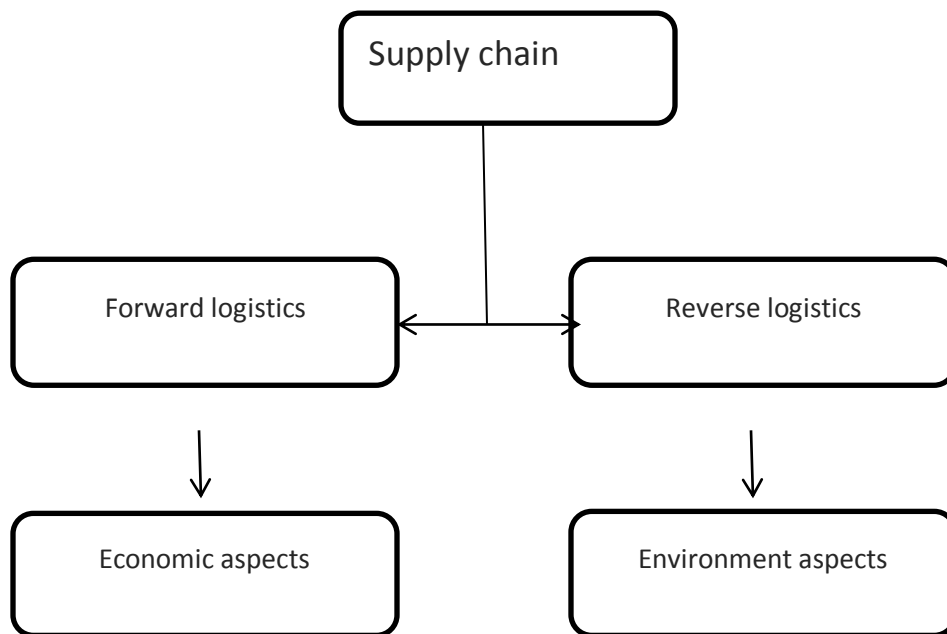 Supply chain
Forward logistics
Reverse logistics
Economic aspects
Environment aspects